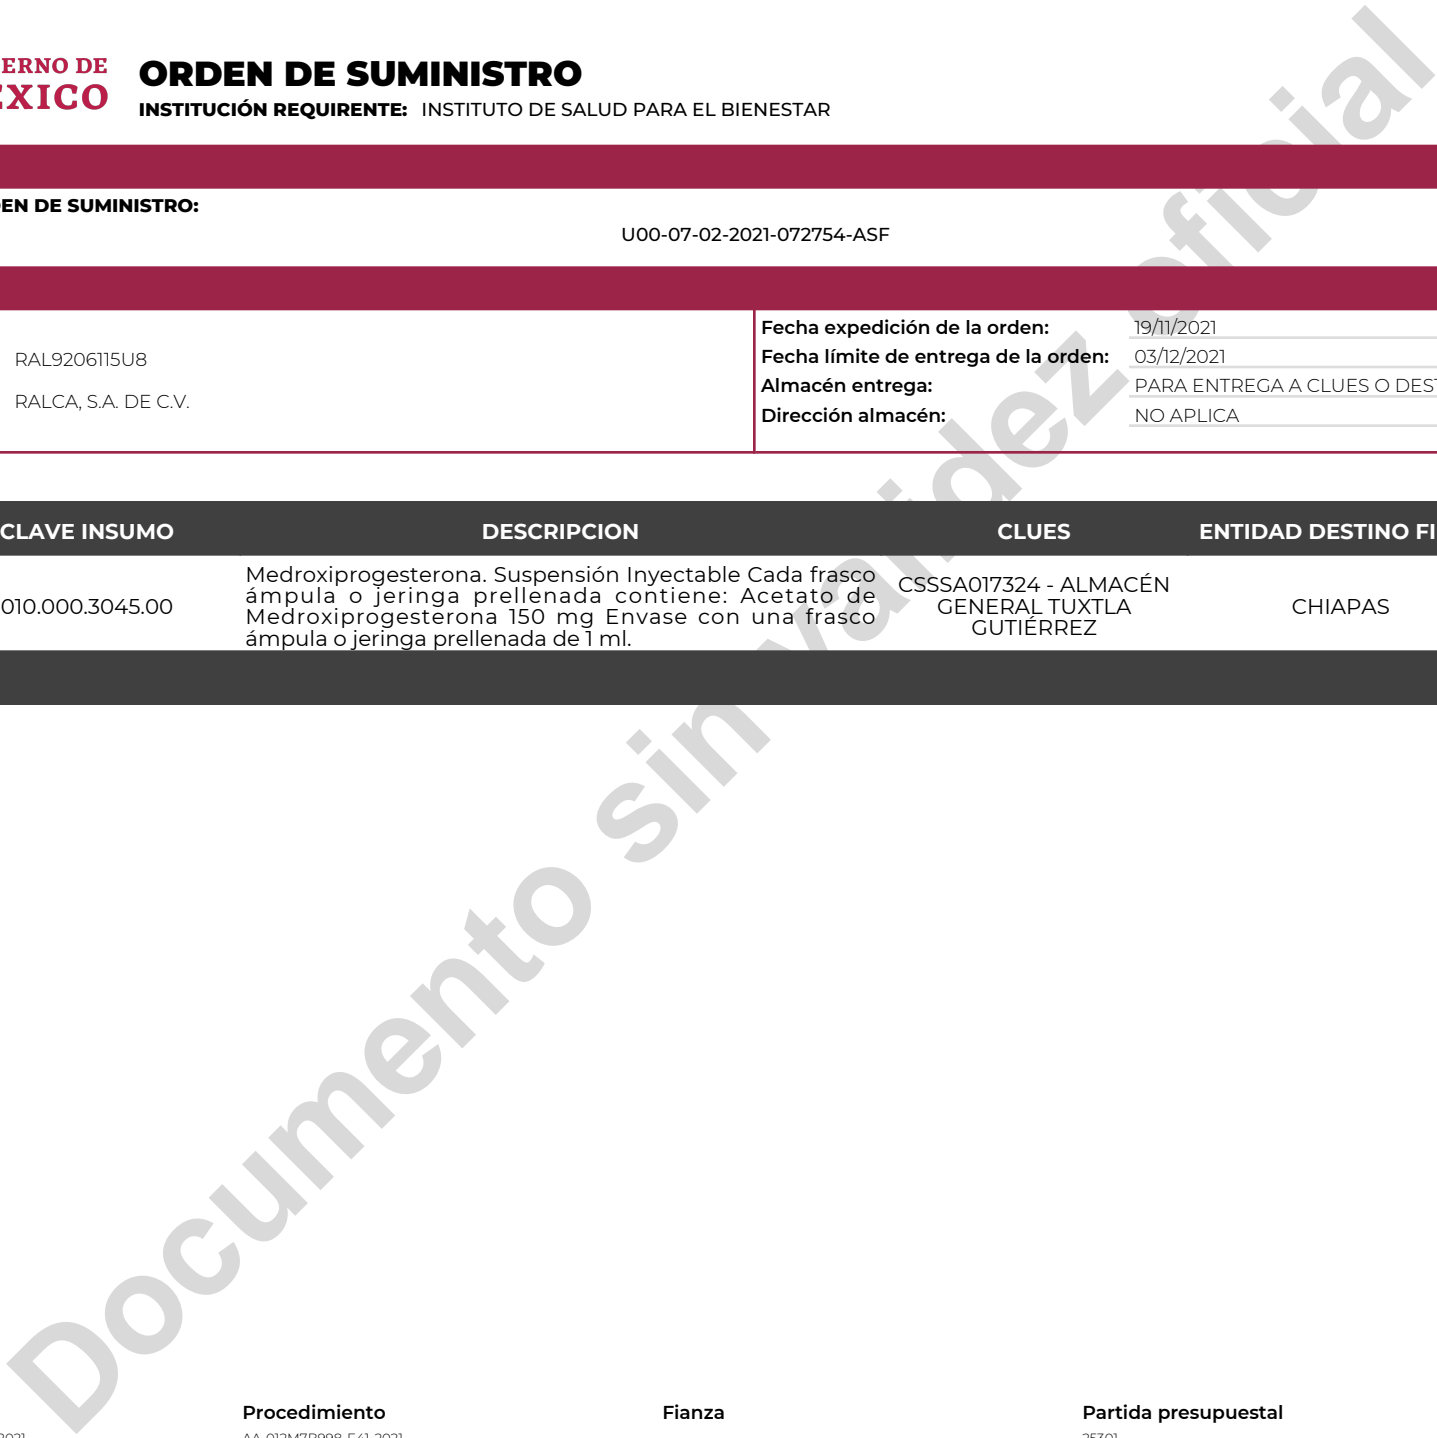 ERNO DE
ÉXICO
ORDEN DE SUMINISTRO
INSTITUCIÓN REQUIRENTE: INSTITUTO DE SALUD PARA EL BIENESTAR
EN DE SUMINISTRO:
U00-07-02-2021-072754-ASF
RAL9206115U8
RALCA, S.A. DE C.V.
Fecha expedición de la orden: 19/11/2021
Fecha límite de entrega de la orden: 03/12/2021
Almacén entrega: PARA ENTREGA A CLUES O DEST
Dirección almacén: NO APLICA
CLAVE INSUMO DESCRIPCION CLUES ENTIDAD DESTINO FI
010.000.3045.00
Medroxiprogesterona. Suspensión Inyectable Cada frasco
ámpula o jeringa prellenada contiene: Acetato de
Medroxiprogesterona 150 mg Envase con una frasco
ámpula o jeringa prellenada de 1 ml.
CSSSA017324 - ALMACÉN
GENERAL TUXTLA
GUTIÉRREZ
CHIAPAS
Documento sin validez oficial
Procedimiento Fianza Partida presupuestal